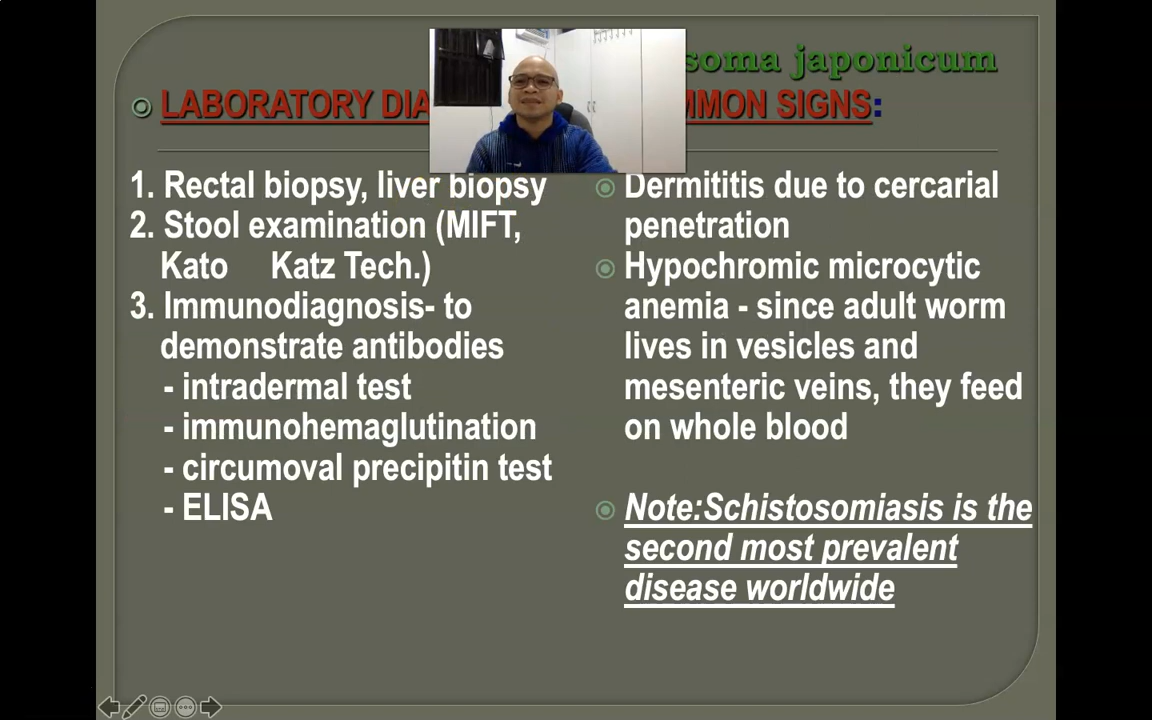 soma japonicum
LABORATORY DIA
MMON SIGNS:
1. Rectal biopsy, liver biopsy
2. Stool examination (MIFT,
Kato Katz Tech.)
3. Immunodiagnosis- to
demonstrate antibodies
- intradermal test
- immunohemaglutination
- circumoval precipitin test
- ELISA
Dermititis due to cercarial
penetration
Hypochromic microcytic
anemia - since adult worm
lives in vesicles and
mesenteric veins, they feed
on whole blood
Note:Schistosomiasis is the
second most prevalent
disease worldwide